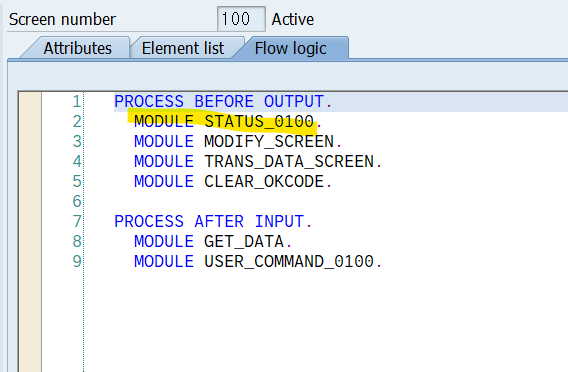 Screen number 100 Active
Attributes Element list Flow logic
1 PROCESS BEFORE OUTPUT.
2 MODULE STATUS_0100.
3 MODULE MODIFY_SCREEN.
4 MODULE TRANS_DATA_SCREEN.
5 MODULE CLEAR_OKCODE.
6
7 PROCESS AFTER INPUT.
8 MODULE GET_DATA.
9 MODULE USER_COMMAND_0100.